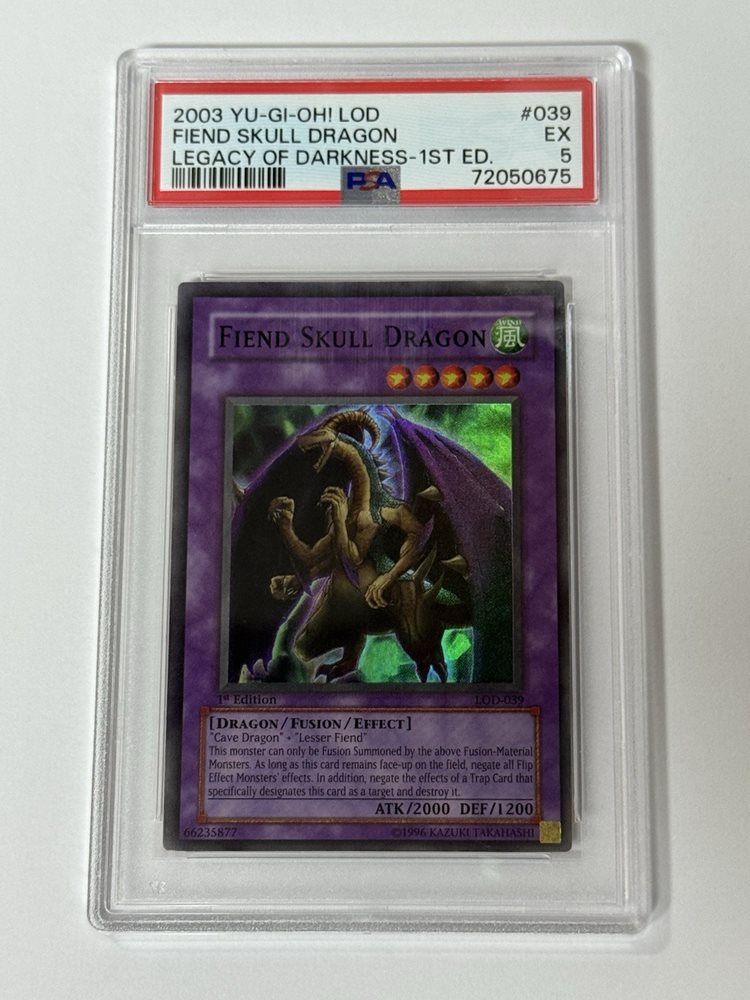 2003 YU-GI-OH! LOD #039
FIEND SKULL DRAGON EX
LEGACY OF DARKNESS-1ST ED. 5
PSA 72050675
FIEND SKULL DRAGON
WIND
風
1st Edition LOD-039
[DRAGON/FUSION/EFFECT]
"Cave Dragon" + "Lesser Fiend"
This monster can only be Fusion Summoned by the above Fusion-Material
Monsters. As long as this card remains face-up on the field, negate all Flip
Effect Monsters' effects. In addition, negate the effects of a Trap Card that
specifically designates this card as a target and destroy it.
ATK/2000 DEF/1200
66235877 ©1996 KAZUKI TAKAHASHI